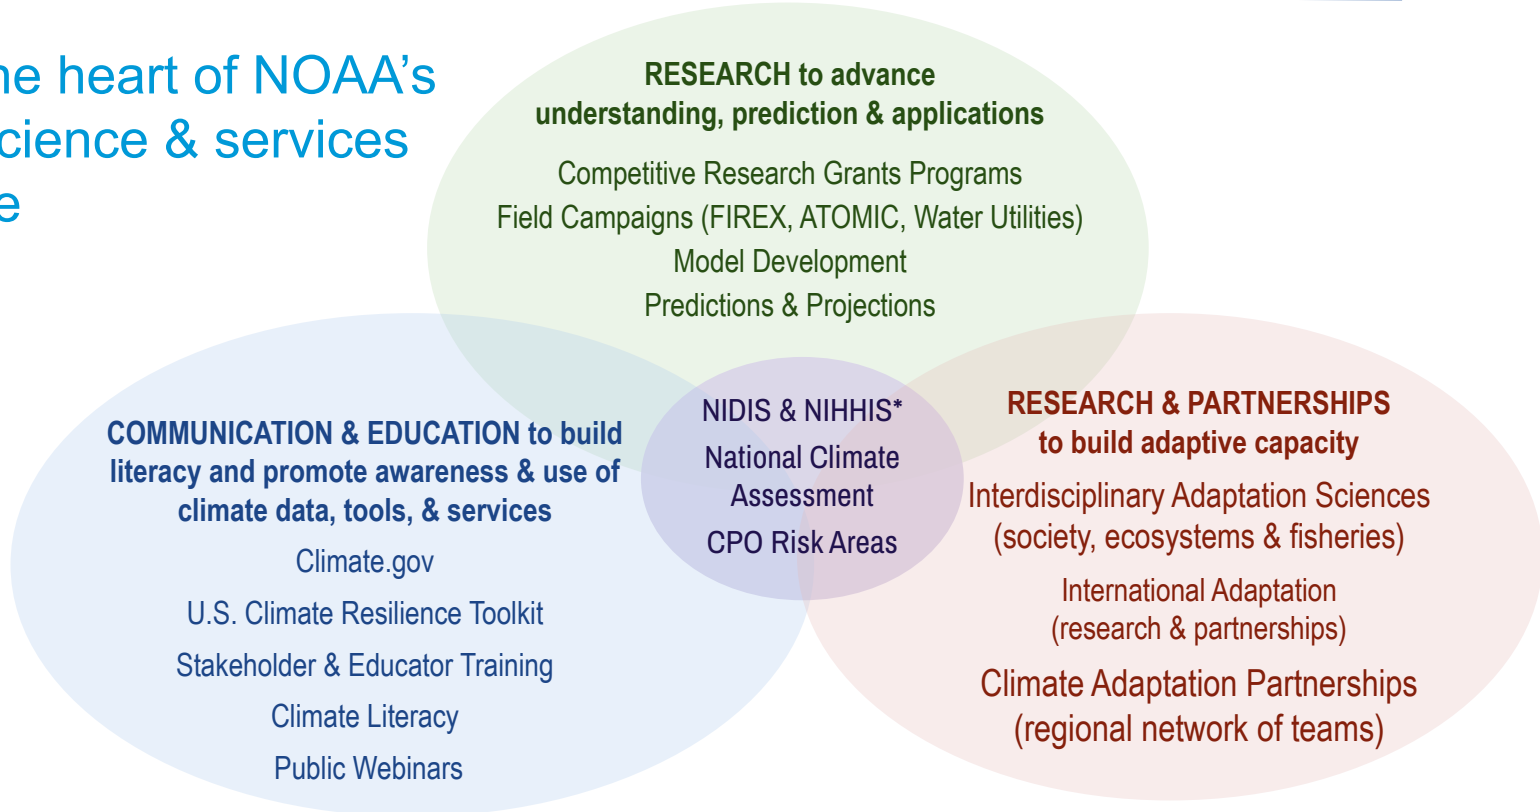 he heart of NOAA's
cience & services
e
RESEARCH to advance
understanding, prediction & applications
Competitive Research Grants Programs
Field Campaigns (FIREX, ATOMIC, Water Utilities)
Model Development
Predictions & Projections
COMMUNICATION & EDUCATION to build
literacy and promote awareness & use of
climate data, tools, & services
Climate.gov
U.S. Climate Resilience Toolkit
Stakeholder & Educator Training
Climate Literacy
Public Webinars
NIDIS & NIHHIS*
National Climate
Assessment
CPO Risk Areas
RESEARCH & PARTNERSHIPS
to build adaptive capacity
Interdisciplinary Adaptation Sciences
(society, ecosystems & fisheries)
International Adaptation
(research & partnerships)
Climate Adaptation Partnerships
(regional network of teams)